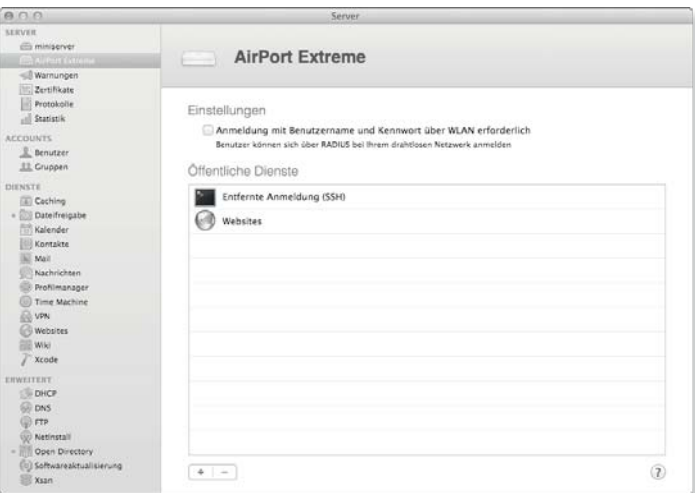 Server
SERVER
miniserver
AirPort Extreme
Warnungen
Zertifikate
Protokolle
Statistik
ACCOUNTS
Benutzer
Gruppen
DIENSTE
Caching
Dateifreigabe
Kalender
Kontakte
Mail
Nachrichten
Profilmanager
Time Machine
VPN
Websites
Wiki
Xcode
ERWEITERT
DHCP
DNS
FTP
NetInstall
Open Directory
Softwareaktualisierung
Xsan
AirPort Extreme
Einstellungen
Anmeldung mit Benutzername und Kennwort über WLAN erforderlich
Benutzer können sich über RADIUS bei Ihrem drahtlosen Netzwerk anmelden
Öffentliche Dienste
Entfernte Anmeldung (SSH)
Websites
+ −
?